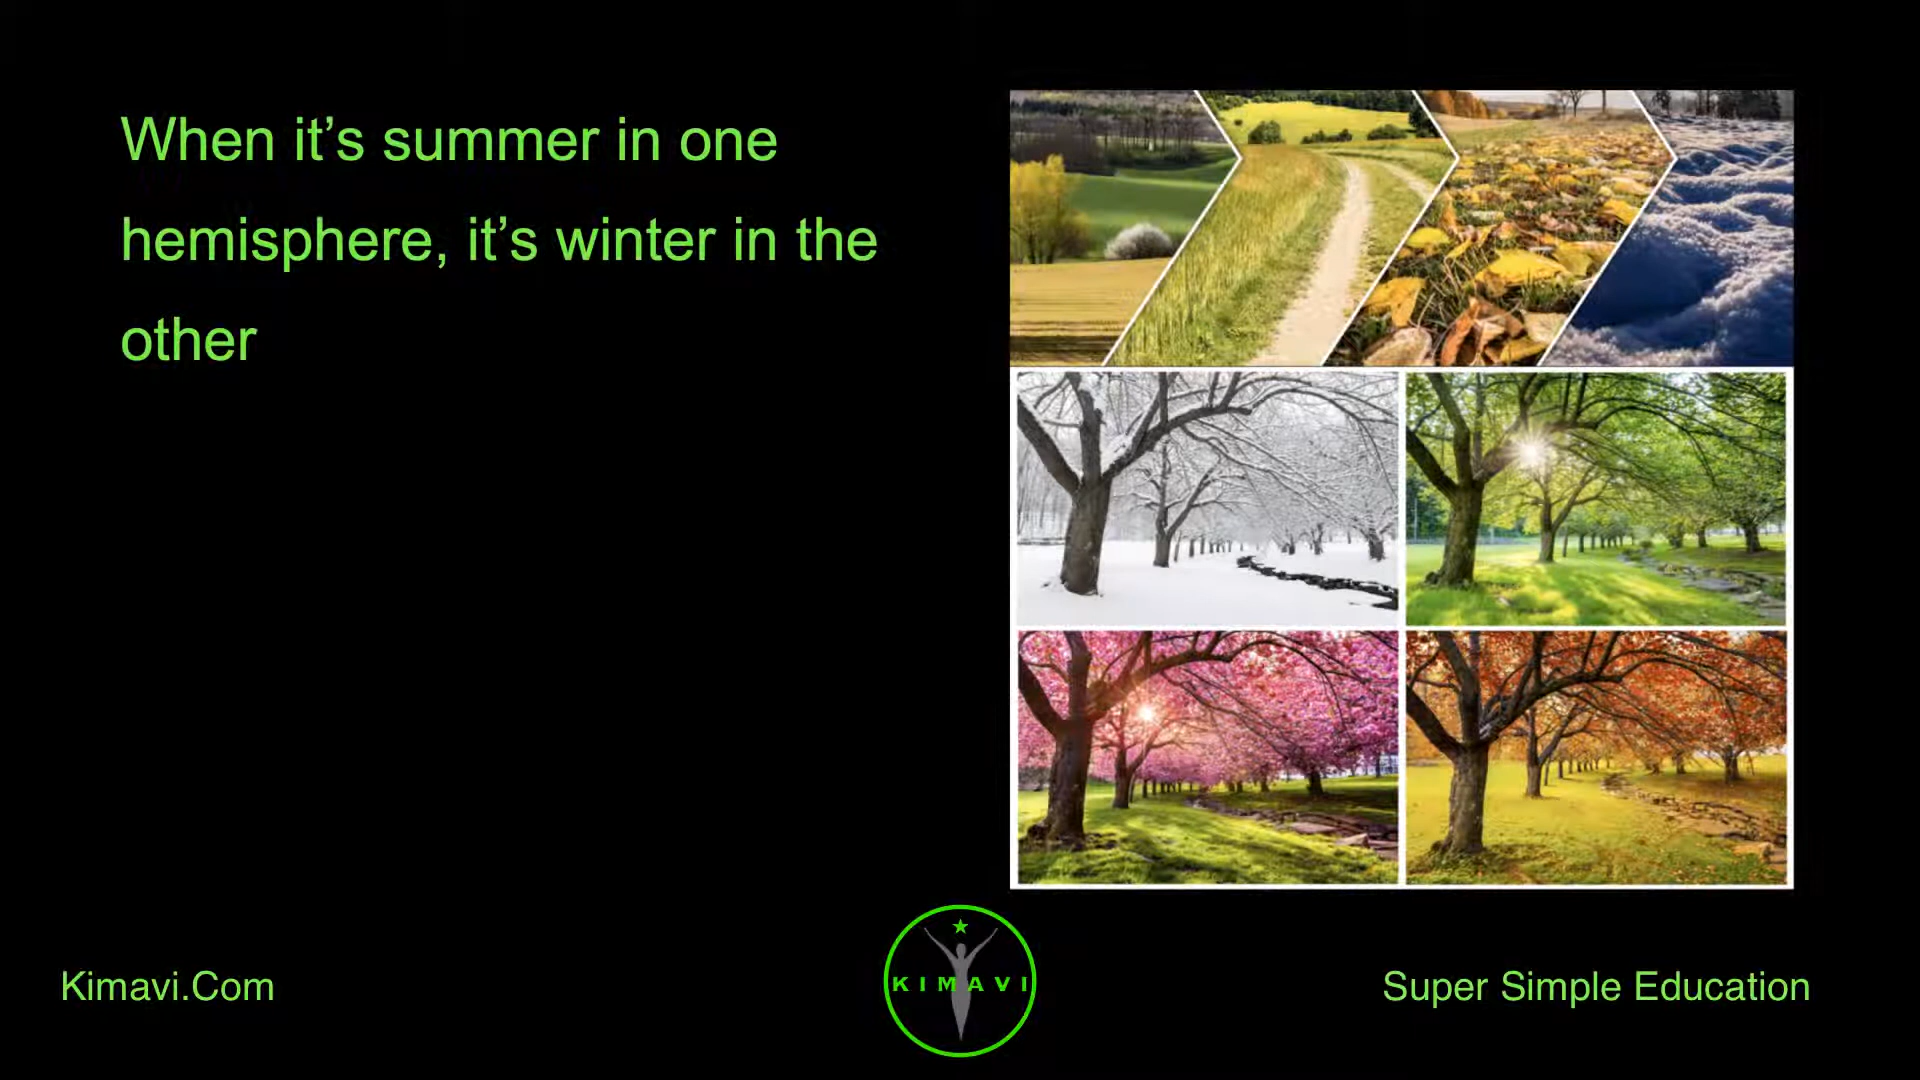 When it’s summer in one
hemisphere, it’s winter in the
other
KIMAVI
Kimavi.Com
Super Simple Education